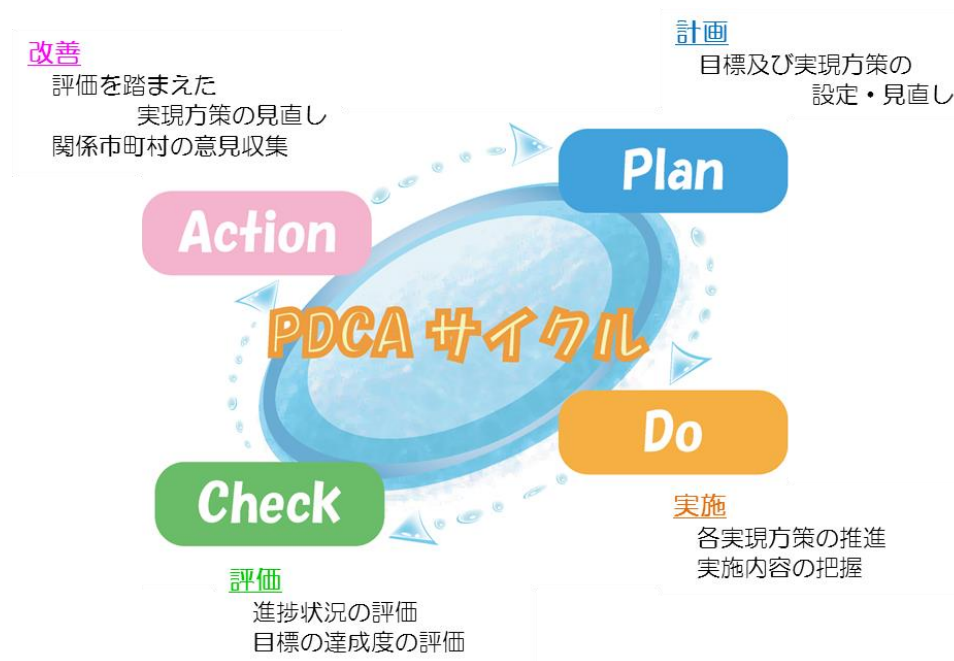 改善
評価を踏まえた
実現方策の見直し
関係市町村の意見収集
計画
目標及び実現方策の
設定・見直し
Plan
Action
PDCA サイクル
Do
実施
各実現方策の推進
実施内容の把握
Check
評価
進捗状況の評価
目標の達成度の評価